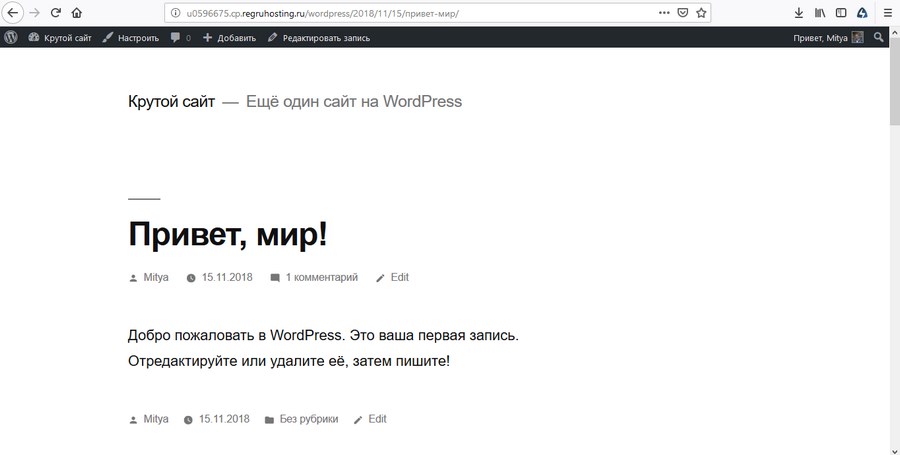 u0596675.cp.regruhosting.ru/wordpress/2018/11/15/привет-мир/
Крутой сайт Настроить 0 Добавить Редактировать запись Привет, Mitya
Крутой сайт — Ещё один сайт на WordPress
Привет, мир!
Mitya 15.11.2018 1 комментарий Edit
Добро пожаловать в WordPress. Это ваша первая запись.
Отредактируйте или удалите её, затем пишите!
Mitya 15.11.2018 Без рубрики Edit